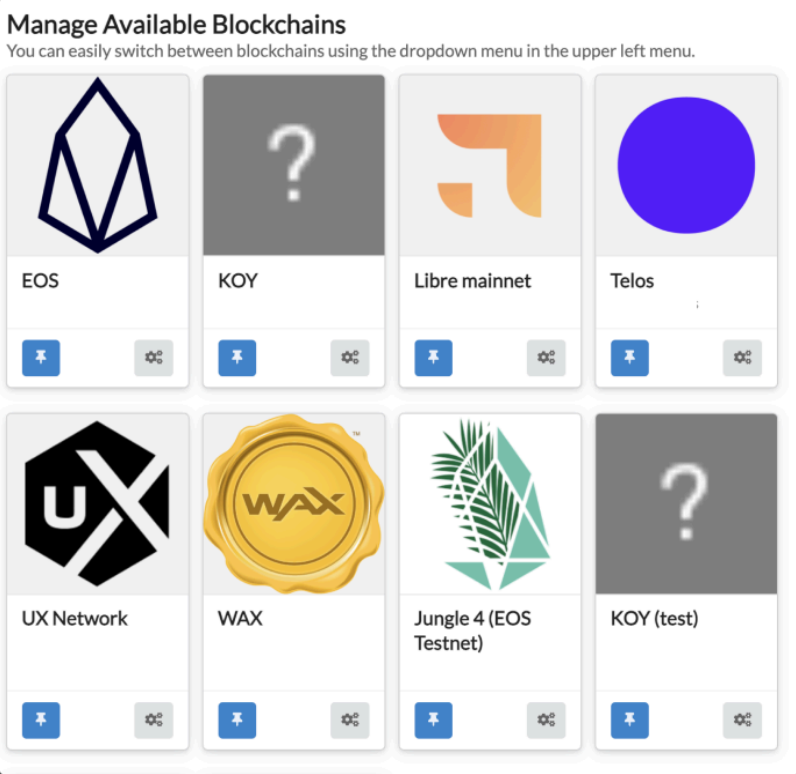 Manage Available Blockchains
You can easily switch between blockchains using the dropdown menu in the upper left menu.
?
EOS
KOY
Libre mainnet
Telos
UX
WAX
™
?
UX Network
WAX
Jungle 4 (EOS
Testnet)
KOY (test)